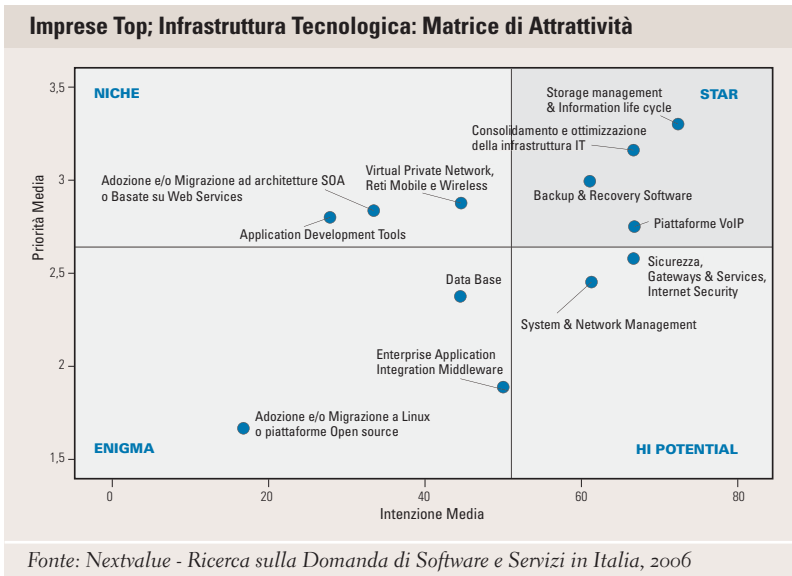 Imprese Top; Infrastruttura Tecnologica: Matrice di Attrattività
Priorità Media
3,5
3
2,5
2
1,5
NICHE
STAR
Storage management
& Information life cycle
Consolidamento e ottimizzazione
della infrastruttura IT
Virtual Private Network,
Reti Mobile e Wireless
Adozione e/o Migrazione ad architetture SOA
o Basate su Web Services
Backup & Recovery Software
Application Development Tools
Piattaforme VoIP
Sicurezza,
Gateways & Services,
Internet Security
Data Base
System & Network Management
Enterprise Application
Integration Middleware
Adozione e/o Migrazione a Linux
o piattaforme Open source
ENIGMA
HI POTENTIAL
0
20
40
60
80
Intenzione Media
Fonte: Nextvalue - Ricerca sulla Domanda di Software e Servizi in Italia, 2006